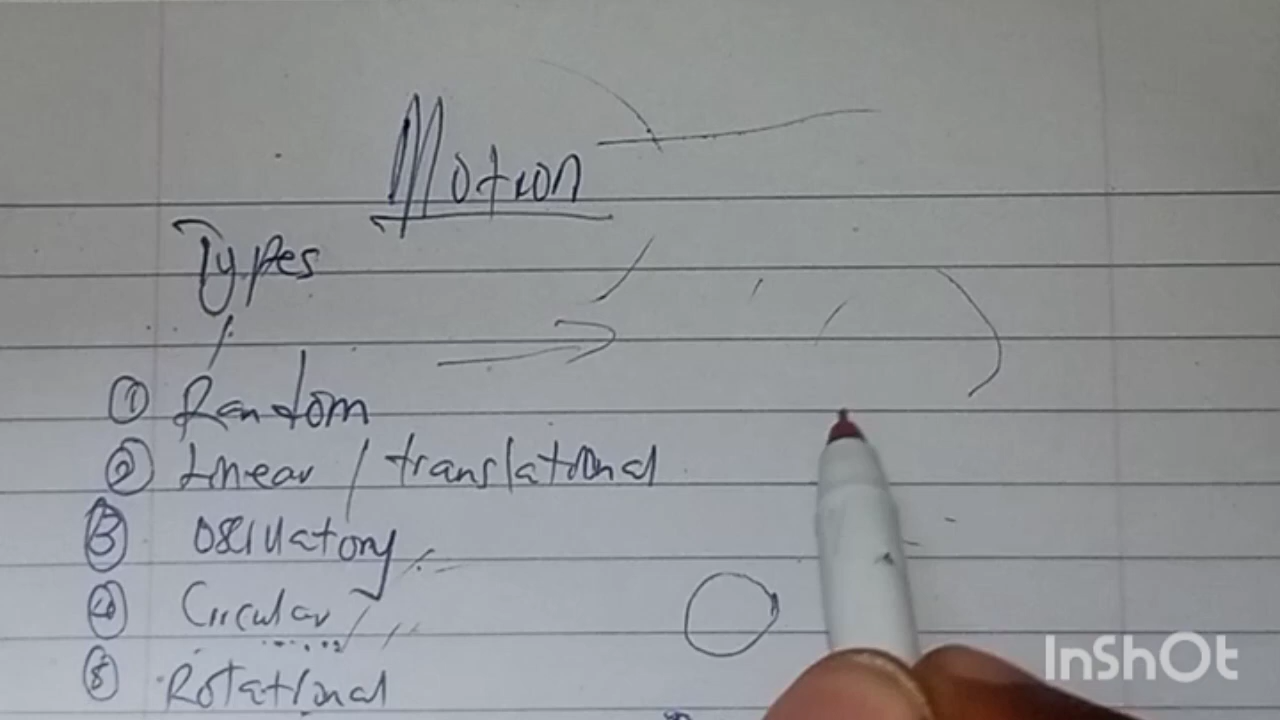 Motion
Types
① Random
② Linear / translational
③ Oscillatory
④ Circular
⑤ Rotational
InShOt